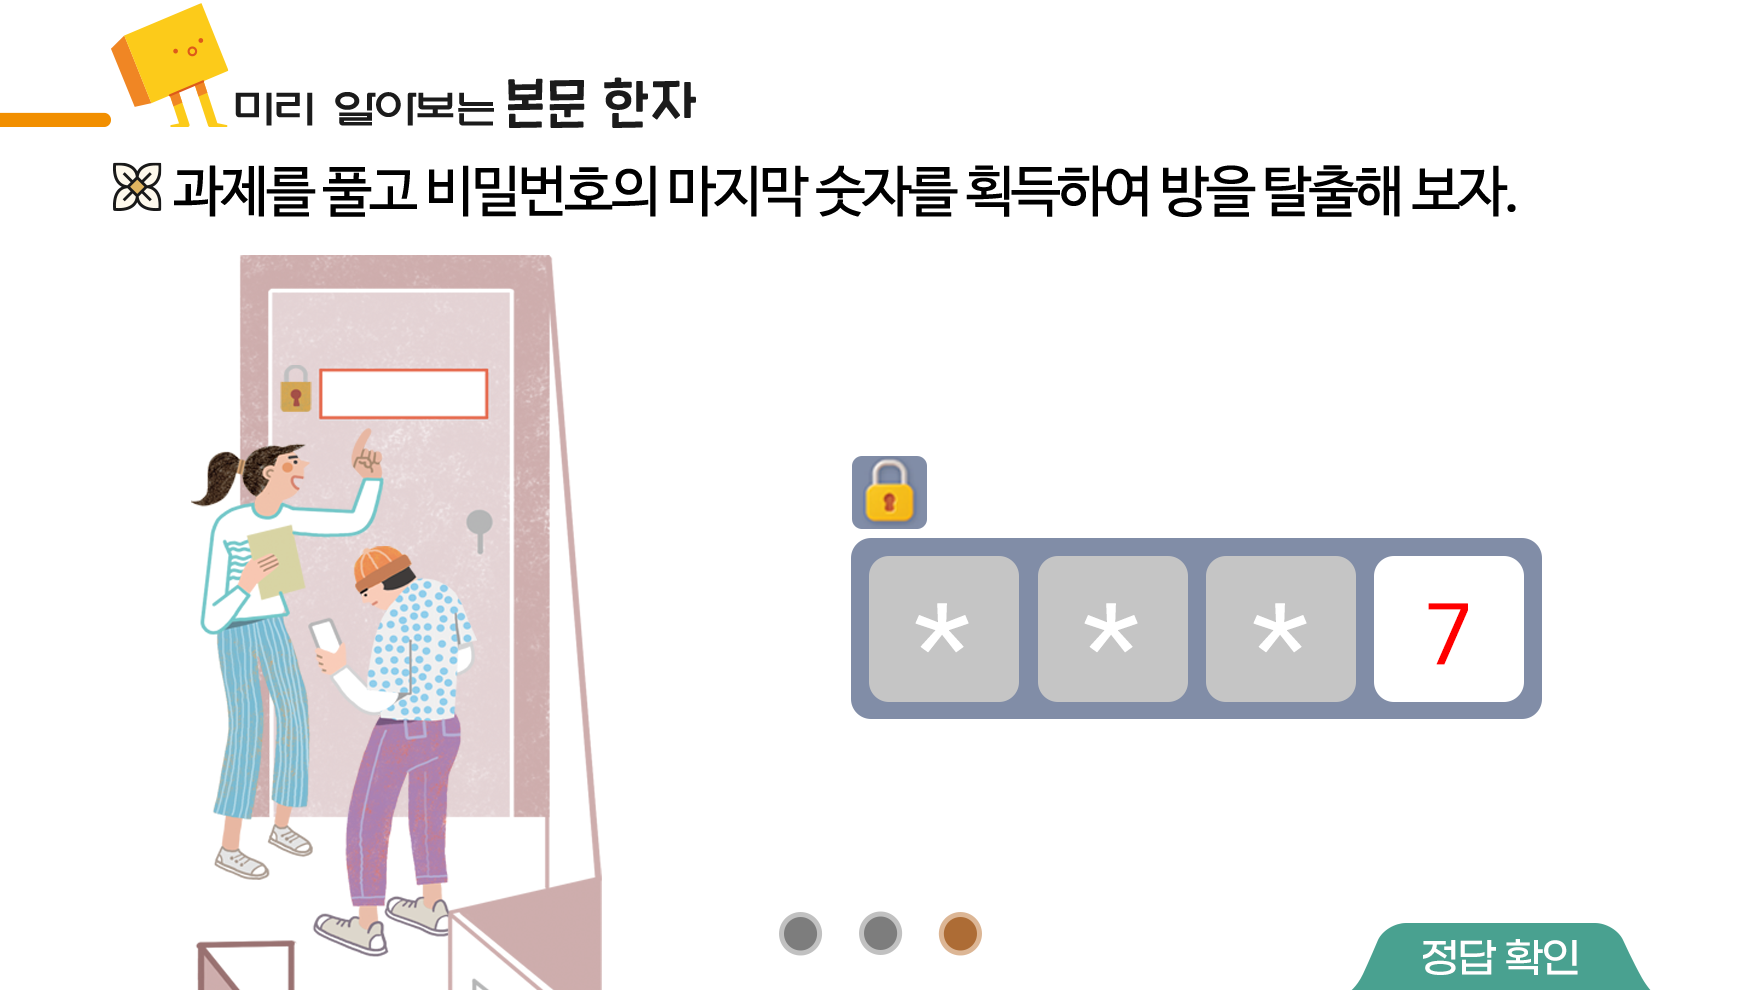 미리 알아보는 본문 한자
과제를 풀고 비밀번호의 마지막 숫자를 획득하여 방을 탈출해 보자.
* * * 7
정답 확인